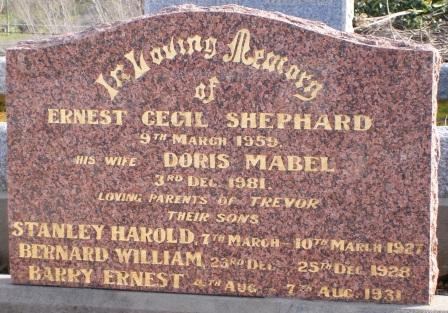 In Loving Memory
of
ERNEST CECIL SHEPHARD
9TH MARCH 1959.
HIS WIFE DORIS MABEL
3RD DEC. 1981
LOVING PARENTS OF TREVOR
THEIR SONS
STANLEY HAROLD, 7TH MARCH - 10TH MARCH 1927
BERNARD WILLIAM, 23RD DEC. - 25TH DEC. 1928
BARRY ERNEST 4TH AUG. - 7TH AUG. 1931